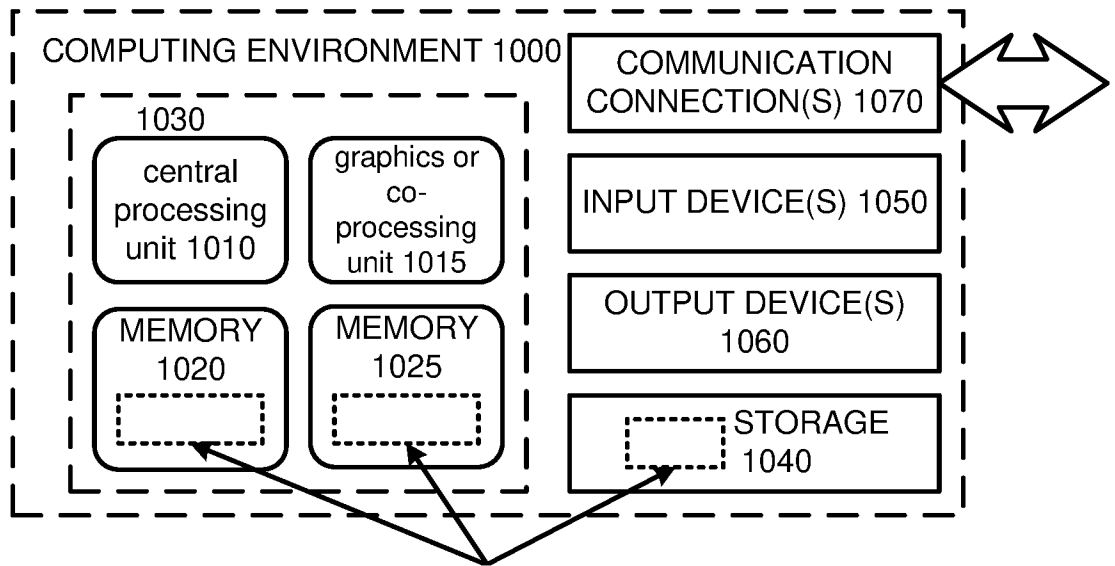 COMPUTING ENVIRONMENT 1000
1030
central
processing
unit 1010
graphics or
co-
processing
unit 1015
MEMORY
1020
MEMORY
1025
COMMUNICATION
CONNECTION(S) 1070
INPUT DEVICE(S) 1050
OUTPUT DEVICE(S)
1060
STORAGE
1040